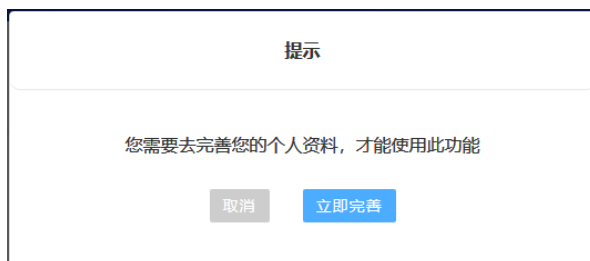 提示
您需要去完善您的个人资料，才能使用此功能
取消
立即完善